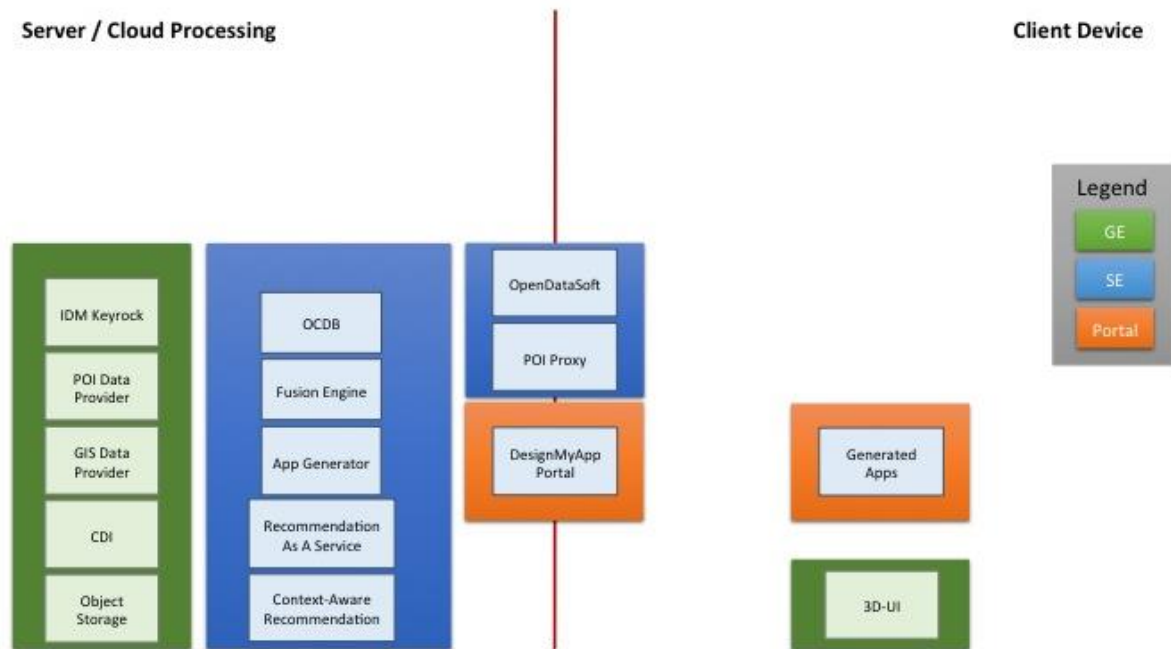 Server / Cloud Processing
Client Device
Legend
GE
SE
Portal
IDM Keyrock
POI Data
Provider
GIS Data
Provider
CDI
Object
Storage
OCDB
Fusion Engine
App Generator
Recommendation
As A Service
Context-Aware
Recommendation
OpenDataSoft
POI Proxy
DesignMyApp
Portal
Generated
Apps
3D-UI